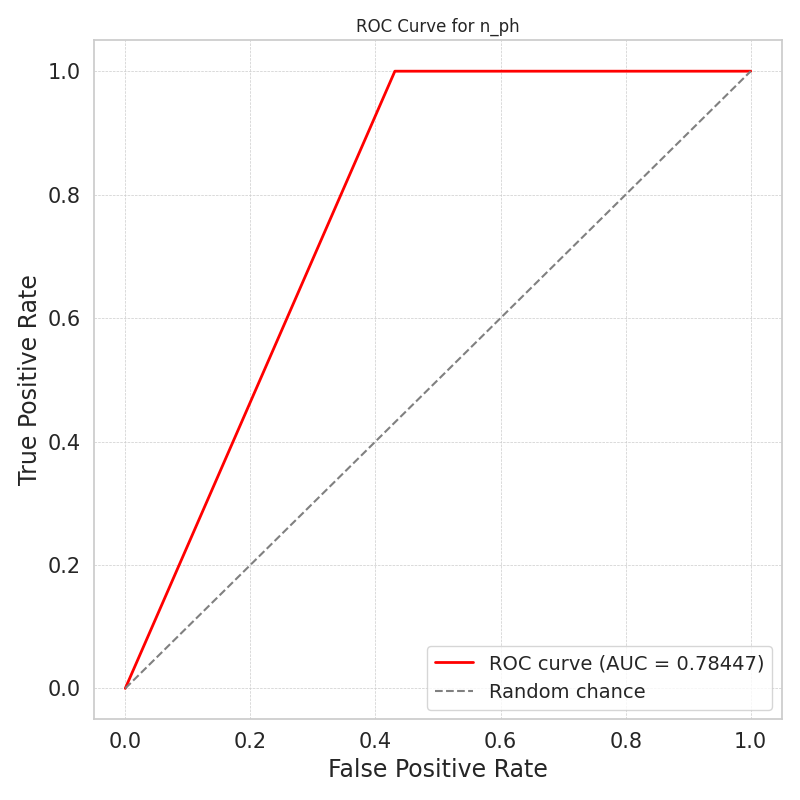 ROC Curve for n_ph
True Positive Rate
1.0
0.8
0.6
0.4
0.2
0.0
ROC curve (AUC = 0.78447)
Random chance
0.0 0.2 0.4 0.6 0.8 1.0
False Positive Rate